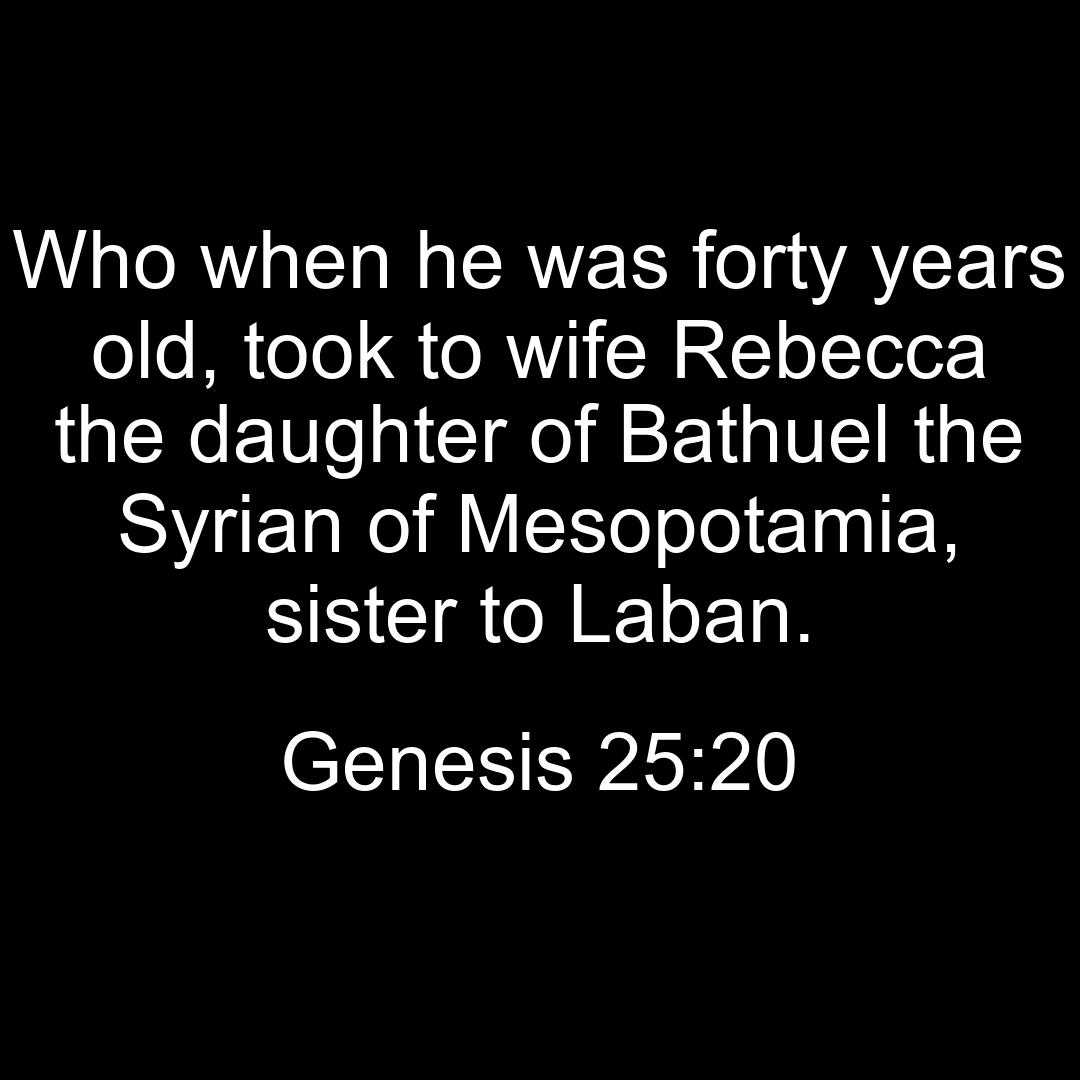 Who when he was forty years
old, took to wife Rebecca
the daughter of Bathuel the
Syrian of Mesopotamia,
sister to Laban.
Genesis 25:20